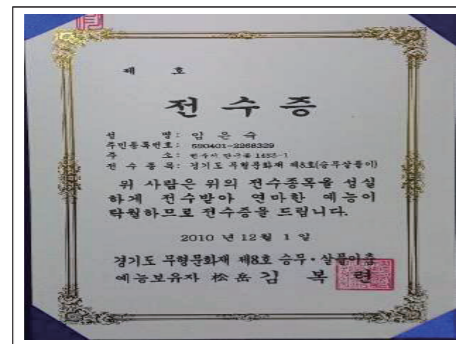 제 호
전수증
성 명: 임은숙
주민등록번호: 590401-2268329
주 소:
전수종목: 경기도 무형문화재 제8호(승무살풀이)
위 사람은 위의 전수종목을 성실
하게 전수받아 연마한 예능이
탁월하므로 전수증을 드립니다.
2010 년 12월 1 일
경기도 무형문화재 제8호 승무·살풀이춤
예능보유자 松岳 김 복 련